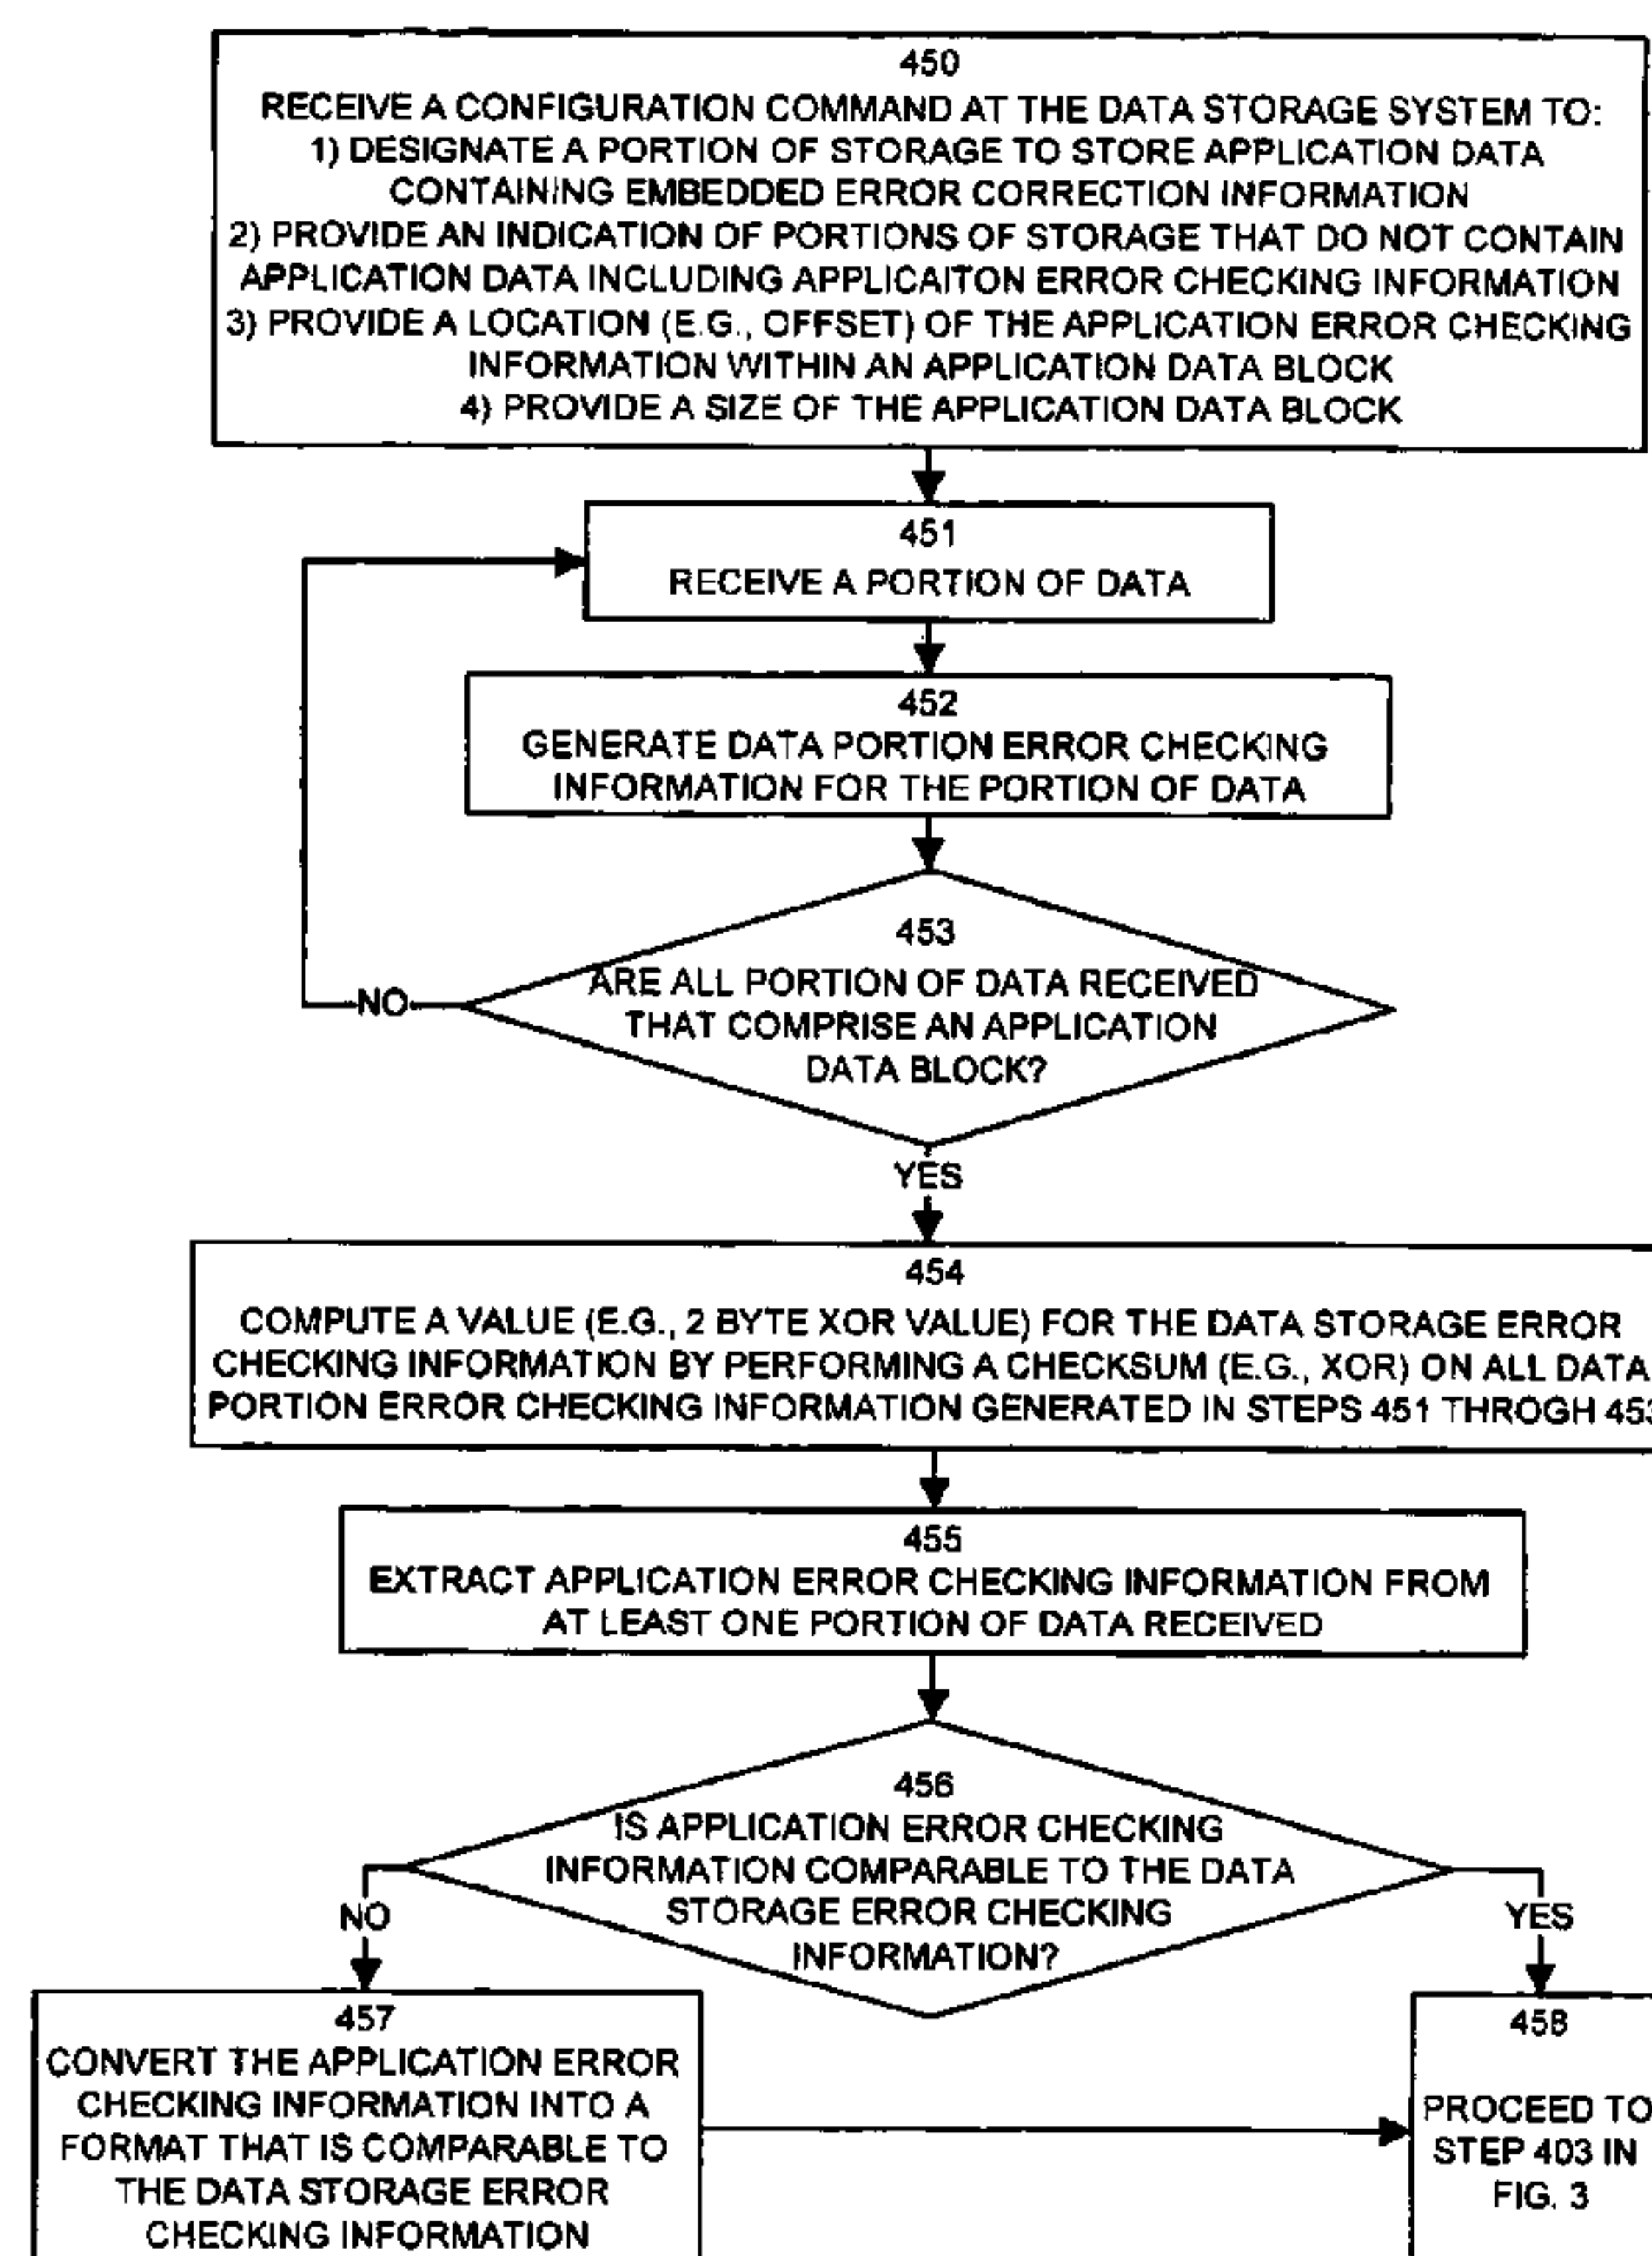 450
RECEIVE A CONFIGURATION COMMAND AT THE DATA STORAGE SYSTEM TO:
1) DESIGNATE A PORTION OF STORAGE TO STORE APPLICATION DATA
CONTAINING EMBEDDED ERROR CORRECTION INFORMATION
2) PROVIDE AN INDICATION OF PORTIONS OF STORAGE THAT DO NOT CONTAIN
APPLICATION DATA INCLUDING APPLICAITON ERROR CHECKING INFORMATION
3) PROVIDE A LOCATION (E.G., OFFSET) OF THE APPLICATION ERROR CHECKING
INFORMATION WITHIN AN APPLICATION DATA BLOCK
4) PROVIDE A SIZE OF THE APPLICATION DATA BLOCK
451
RECEIVE A PORTION OF DATA
452
GENERATE DATA PORTION ERROR CHECKING
INFORMATION FOR THE PORTION OF DATA
453
ARE ALL PORTION OF DATA RECEIVED
THAT COMPRISE AN APPLICATION
DATA BLOCK?
NO
YES
454
COMPUTE A VALUE (E.G., 2 BYTE XOR VALUE) FOR THE DATA STORAGE ERROR
CHECKING INFORMATION BY PERFORMING A CHECKSUM (E.G., XOR) ON ALL DATA
PORTION ERROR CHECKING INFORMATION GENERATED IN STEPS 451 THROGH 453
455
EXTRACT APPLICATION ERROR CHECKING INFORMATION FROM
AT LEAST ONE PORTION OF DATA RECEIVED
456
IS APPLICATION ERROR CHECKING
INFORMATION COMPARABLE TO THE DATA
STORAGE ERROR CHECKING
INFORMATION?
NO
YES
457
CONVERT THE APPLICATION ERROR
CHECKING INFORMATION INTO A
FORMAT THAT IS COMPARABLE TO
THE DATA STORAGE ERROR
CHECKING INFORMATION
458
PROCEED TO
STEP 403 IN
FIG. 3